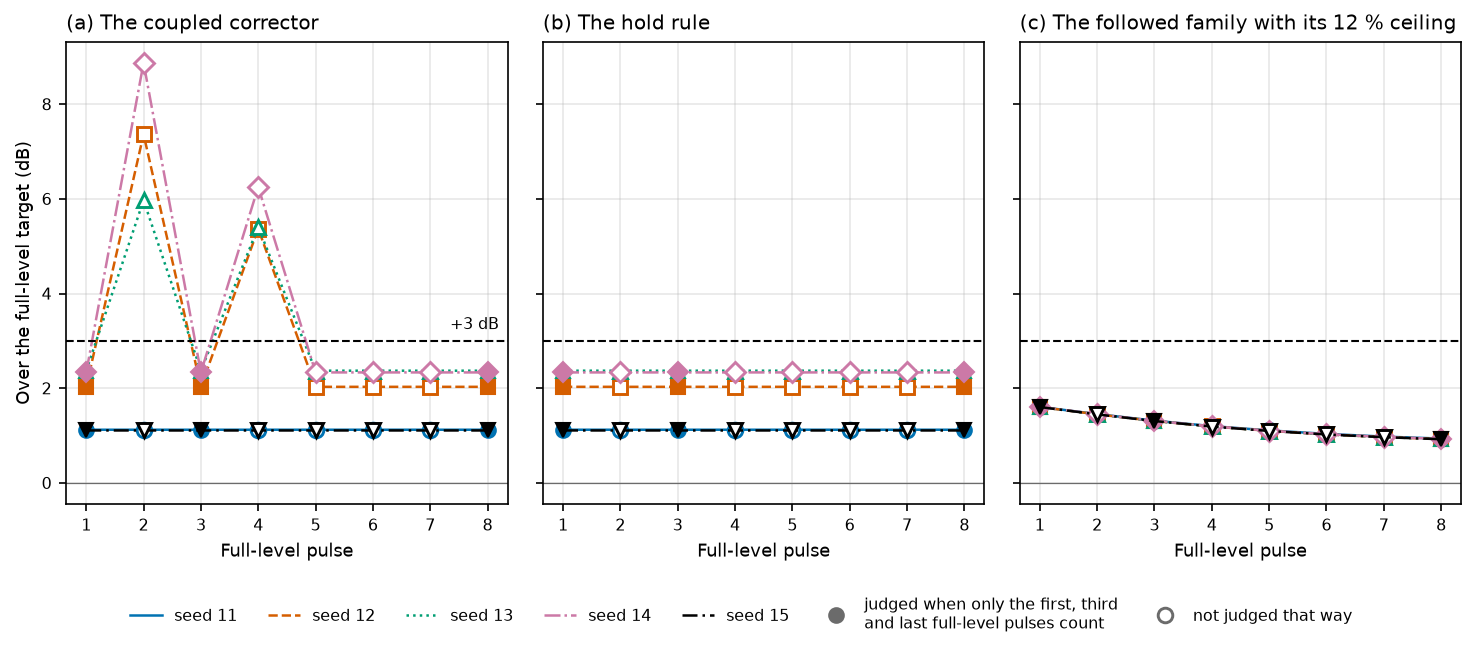 (a) The coupled corrector
(b) The hold rule
(c) The followed family with its 12 % ceiling
Over the full-level target (dB)
8
6
4
2
0
+3 dB
1 2 3 4 5 6 7 8
1 2 3 4 5 6 7 8
1 2 3 4 5 6 7 8
Full-level pulse
Full-level pulse
Full-level pulse
seed 11
seed 12
seed 13
seed 14
seed 15
judged when only the first, third
and last full-level pulses count
not judged that way